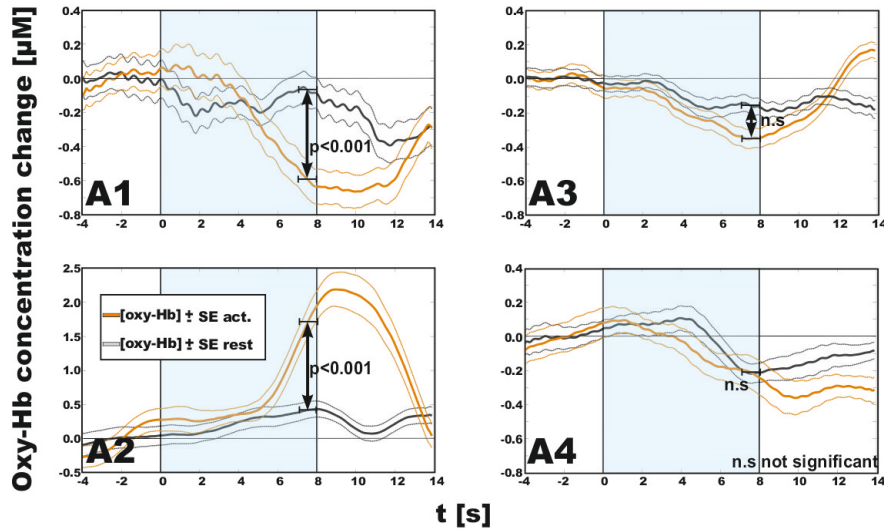 Oxy-Hb concentration change [µM]
0.4
0.2
0.0
-0.2
-0.4
-0.6
-0.8
-4 -2 0 2 4 6 8 10 12 14
p<0.001
A1
0.4
0.2
0.0
-0.2
-0.4
-0.6
-0.8
-4 -2 0 2 4 6 8 10 12 14
n.s
A3
2.5
2.0
1.5
1.0
0.5
0.0
-0.5
-4 -2 0 2 4 6 8 10 12 14
[oxy-Hb] ± SE act.
[oxy-Hb] ± SE rest
p<0.001
A2
0.4
0.2
0.0
-0.2
-0.4
-0.6
-0.8
-4 -2 0 2 4 6 8 10 12 14
n.s
A4
n.s not significant
t [s]